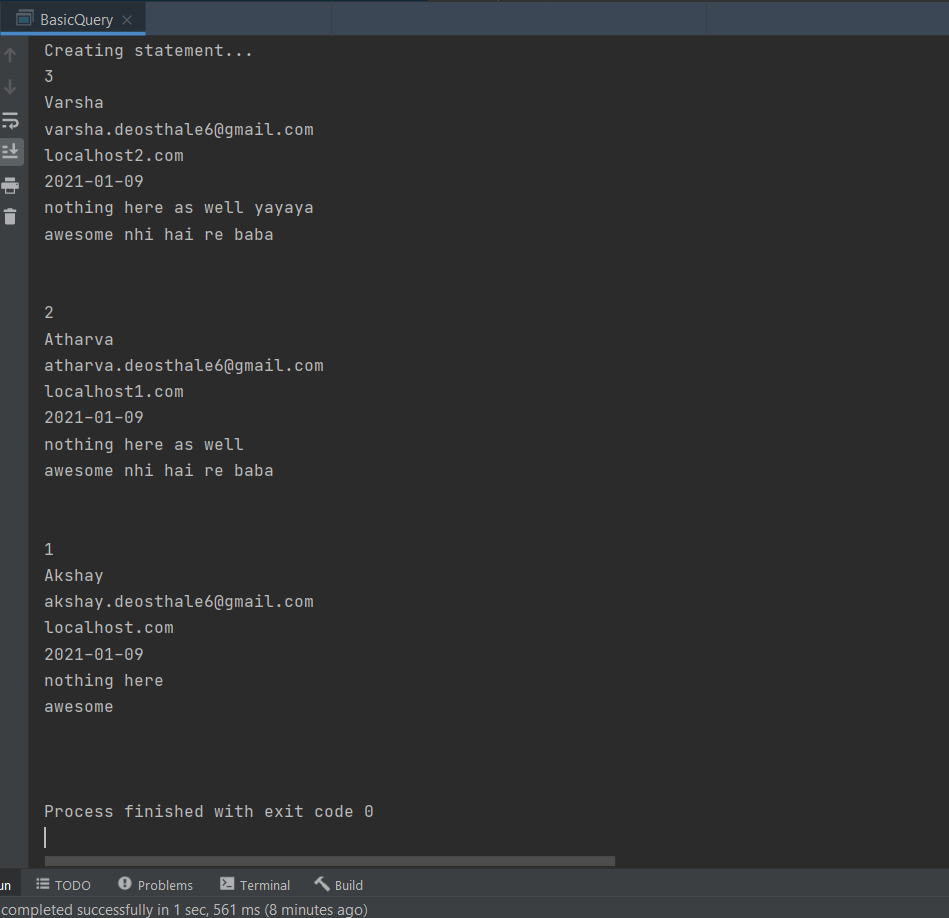 BasicQuery
Creating statement...
3
Varsha
varsha.deosthale6@gmail.com
localhost2.com
2021-01-09
nothing here as well yayaya
awesome nhi hai re baba
2
Atharva
atharva.deosthale6@gmail.com
localhost1.com
2021-01-09
nothing here as well
awesome nhi hai re baba
1
Akshay
akshay.deosthale6@gmail.com
localhost.com
2021-01-09
nothing here
awesome
Process finished with exit code 0
un TODO Problems Terminal Build
completed successfully in 1 sec, 561 ms (8 minutes ago)